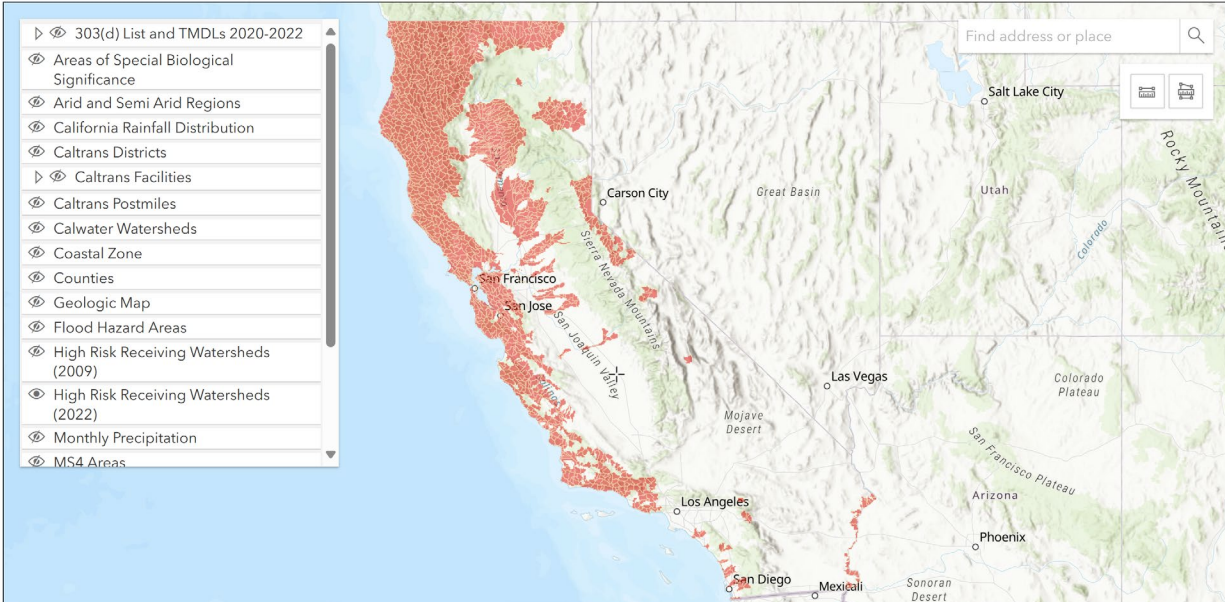 303(d) List and TMDLs 2020-2022
Areas of Special Biological
Significance
Arid and Semi Arid Regions
California Rainfall Distribution
Caltrans Districts
Caltrans Facilities
Caltrans Postmiles
Calwater Watersheds
Coastal Zone
Counties
Geologic Map
Flood Hazard Areas
High Risk Receiving Watersheds
(2009)
High Risk Receiving Watersheds
(2022)
Monthly Precipitation
MS4 Areas
Find address or place
Salt Lake City
Rocky Mountain
Carson City
Great Basin
Utah
Colorado
Sierra Nevada Mountains
San Francisco
San Jose
San Joaquin Valley
Las Vegas
Colorado
Plateau
Mojave
Desert
San Francisco Plateau
Los Angeles
Arizona
Phoenix
San Diego
Mexicali
Sonoran
Desert